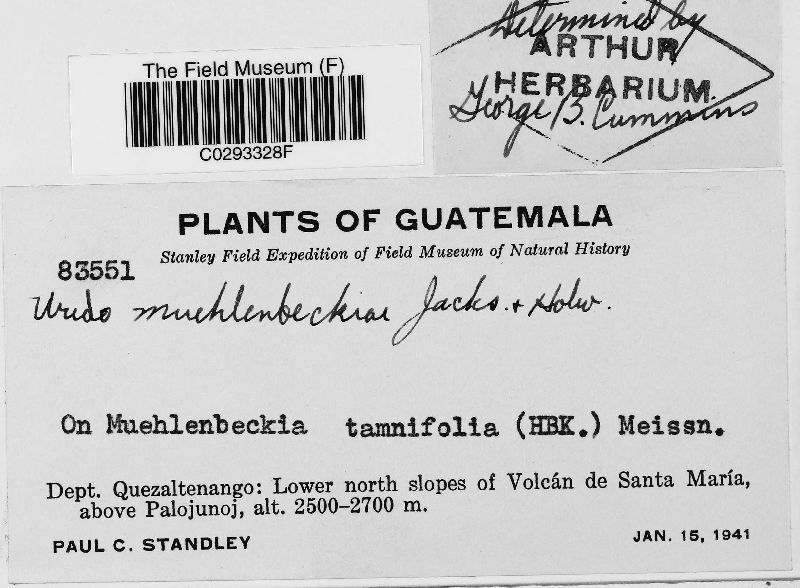 The Field Museum (F)
C0293328F
Determined by
ARTHUR
HERBARIUM.
George B. Cummins
PLANTS OF GUATEMALA
Stanley Field Expedition of Field Museum of Natural History
83551
Uredo muehlenbeckiae Jacks. + Holw.
On Muehlenbeckia tamnifolia (HBK.) Meissn.
Dept. Quezaltenango: Lower north slopes of Volcán de Santa María,
above Palojunoj, alt. 2500–2700 m.
PAUL C. STANDLEY
JAN. 15, 1941